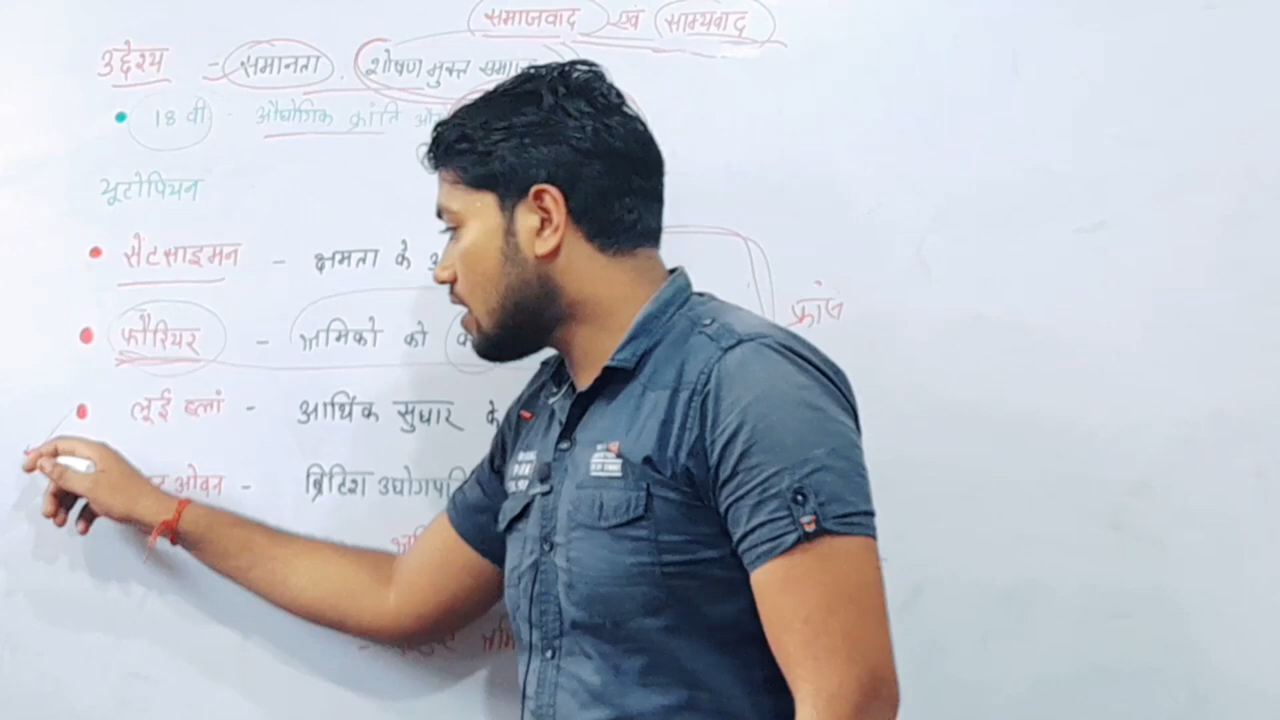 समाजवाद एवं साम्यवाद
उद्देश्य - समानता, शोषण मुक्त समाज
• 18 वी औद्योगिक क्रांति
यूटोपियन
• सेंटसाइमन - क्षमता के
• फौरियर - श्रमिको को
फ्रांस
• लूई ब्लां - आर्थिक सुधार के
ओवन - ब्रिटिश उद्योगपति